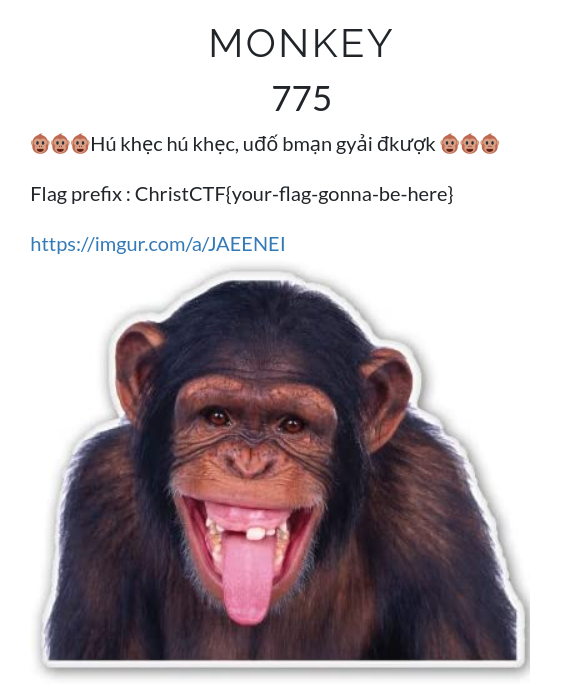 MONKEY
775
🐵🐵🐵Hú khẹc hú khẹc, uđố bmạn gyải đkượk 🐵🐵🐵
Flag prefix : ChristCTF{your-flag-gonna-be-here}
https://imgur.com/a/JAEENEI